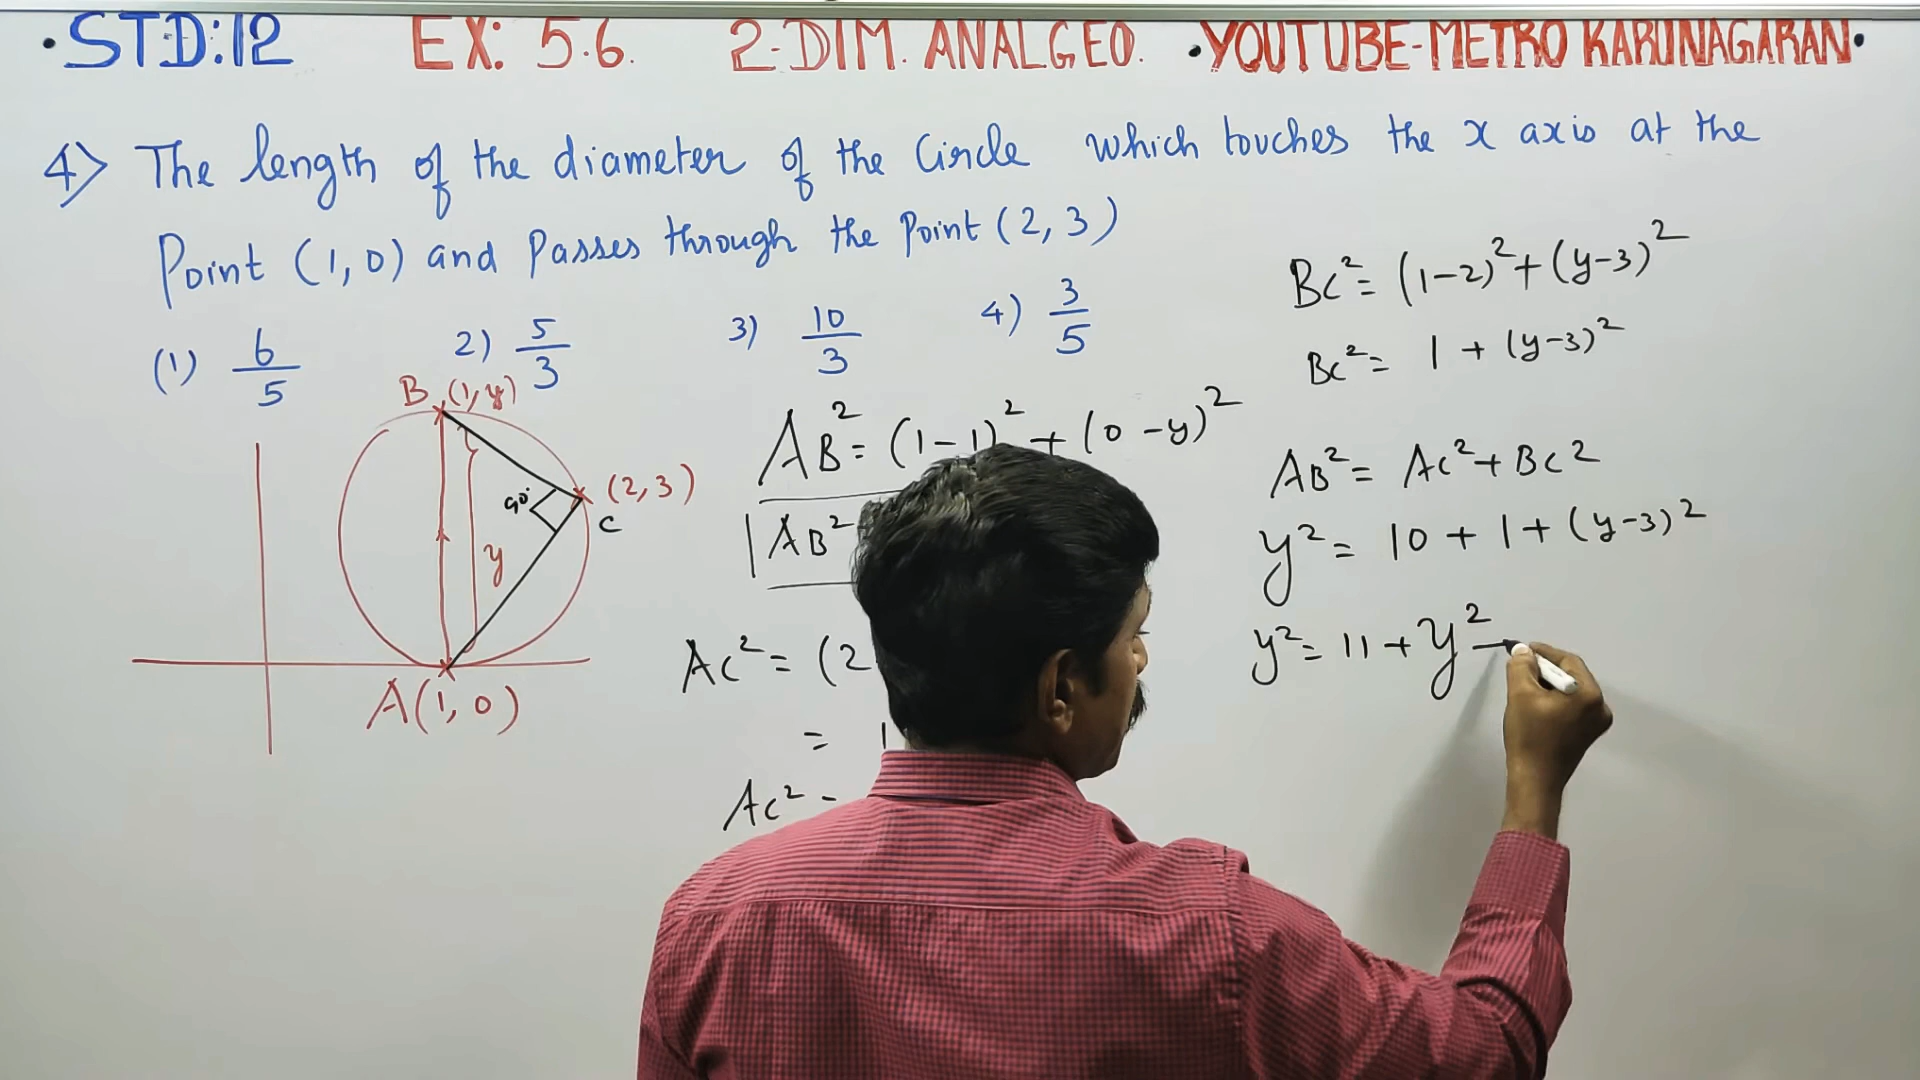 ·STD:12 EX: 5.6. 2-DIM. ANALGEO. ·YOUTUBE-METRO KARUNAGARAN·
4) The length of the diameter of the Circle which touches the x axis at the
Point (1,0) and Passes through the Point (2,3)
(1) 6/5 2) 5/3 3) 10/3 4) 3/5
B (1,y)
90°
(2,3)
C
y
A(1,0)
AB² = (1-1)² + (0-y)²
AB²
AC² = (2
= 1
AC² =
BC² = (1-2)² + (y-3)²
BC² = 1 + (y-3)²
AB² = AC² + BC²
y² = 10 + 1 + (y-3)²
y² = 11 + y² -